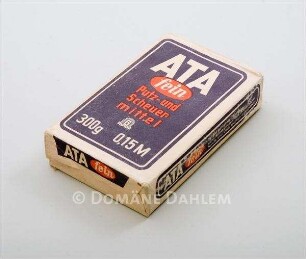 ATA
fein
Putz- und
Scheuer
mittel
300g 0,15M
ATA fein
© DOMÄNE DAHLEM